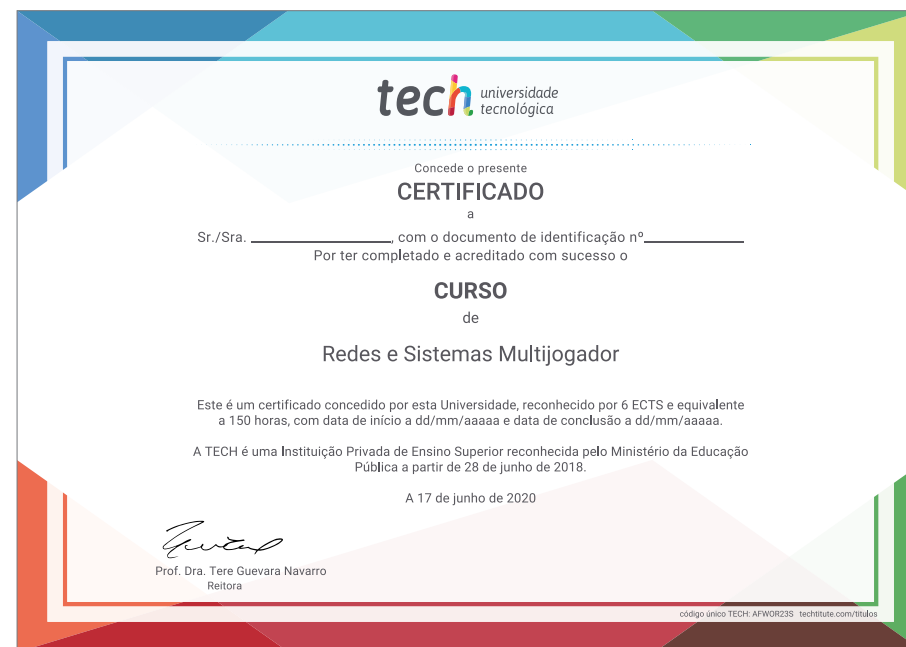 tech universidade
tecnológica
Concede o presente
CERTIFICADO
a
Sr./Sra. ____________________, com o documento de identificação nº______________
Por ter completado e acreditado com sucesso o
CURSO
de
Redes e Sistemas Multijogador
Este é um certificado concedido por esta Universidade, reconhecido por 6 ECTS e equivalente
a 150 horas, com data de início a dd/mm/aaaaa e data de conclusão a dd/mm/aaaaa.
A TECH é uma Instituição Privada de Ensino Superior reconhecida pelo Ministério da Educação
Pública a partir de 28 de junho de 2018.
A 17 de junho de 2020
Prof. Dra. Tere Guevara Navarro
Reitora
código único TECH: AFWOR23S techtitute.com/titulos